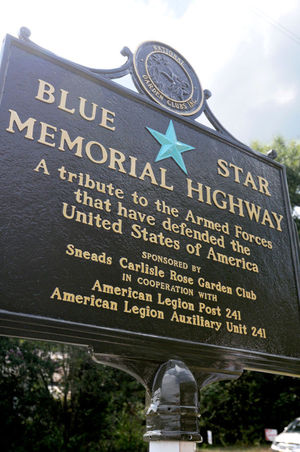 NATIONAL
GARDEN CLUBS INC.
BLUE STAR
MEMORIAL HIGHWAY
A tribute to the Armed Forces
that have defended the
United States of America
SPONSORED BY
Sneads Carlisle Rose Garden Club
IN COOPERATION WITH
American Legion Post 241
American Legion Auxiliary Unit 241